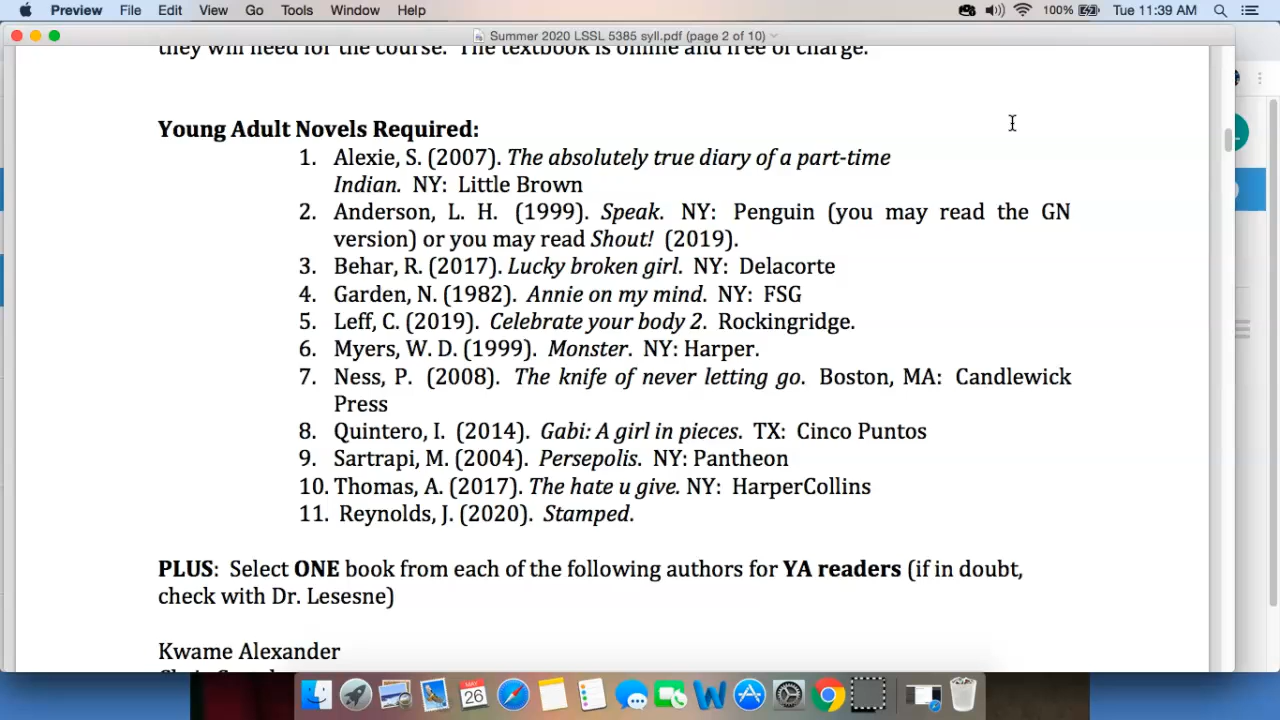 Preview File Edit View Go Tools Window Help 100% Tue 11:39 AM
Summer 2020 LSSL 5385 syll.pdf (page 2 of 10)
they will need for the course. The textbook is online and free of charge.
Young Adult Novels Required:
1. Alexie, S. (2007). The absolutely true diary of a part-time
Indian. NY: Little Brown
2. Anderson, L. H. (1999). Speak. NY: Penguin (you may read the GN
version) or you may read Shout! (2019).
3. Behar, R. (2017). Lucky broken girl. NY: Delacorte
4. Garden, N. (1982). Annie on my mind. NY: FSG
5. Leff, C. (2019). Celebrate your body 2. Rockingridge.
6. Myers, W. D. (1999). Monster. NY: Harper.
7. Ness, P. (2008). The knife of never letting go. Boston, MA: Candlewick
Press
8. Quintero, I. (2014). Gabi: A girl in pieces. TX: Cinco Puntos
9. Sartrapi, M. (2004). Persepolis. NY: Pantheon
10. Thomas, A. (2017). The hate u give. NY: HarperCollins
11. Reynolds, J. (2020). Stamped.
PLUS: Select ONE book from each of the following authors for YA readers (if in doubt,
check with Dr. Lesesne)
Kwame Alexander
MAY
26